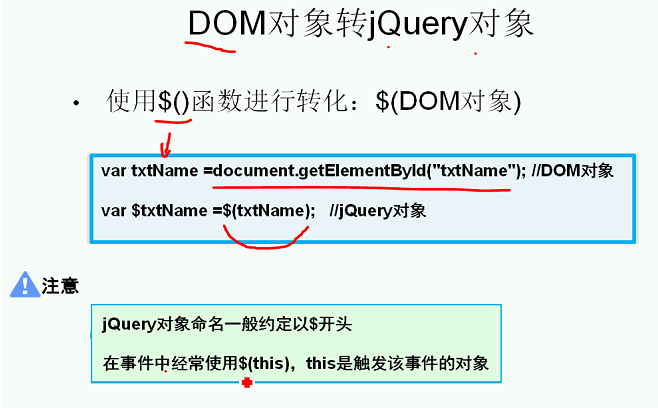 DOM对象转jQuery对象
• 使用$()函数进行转化：$(DOM对象)
var txtName =document.getElementById("txtName"); //DOM对象
var $txtName =$(txtName); //jQuery对象
注意
jQuery对象命名一般约定以$开头
在事件中经常使用$(this)，this是触发该事件的对象